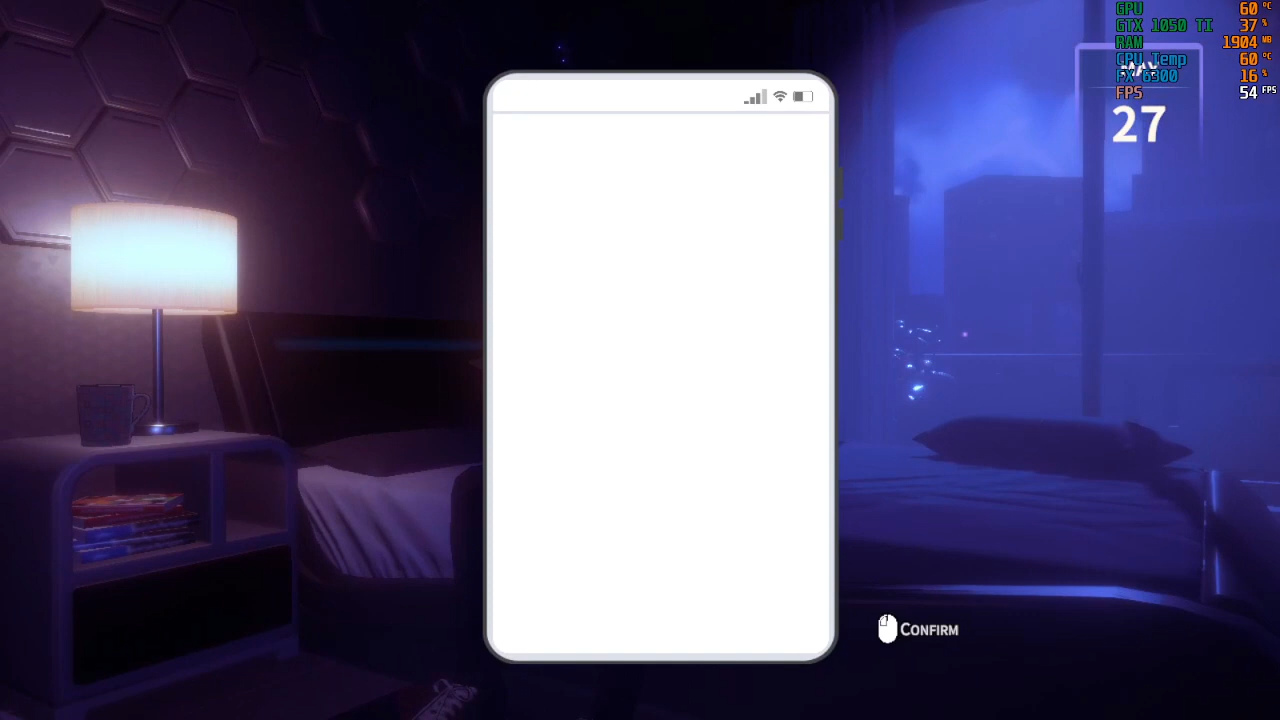 GPU 60 °C
GTX 1050 TI 37 %
RAM 1904 MB
CPU Temp 60 °C
FX 6300 16 %
FPS 54 FPS
MAY
27
CONFIRM